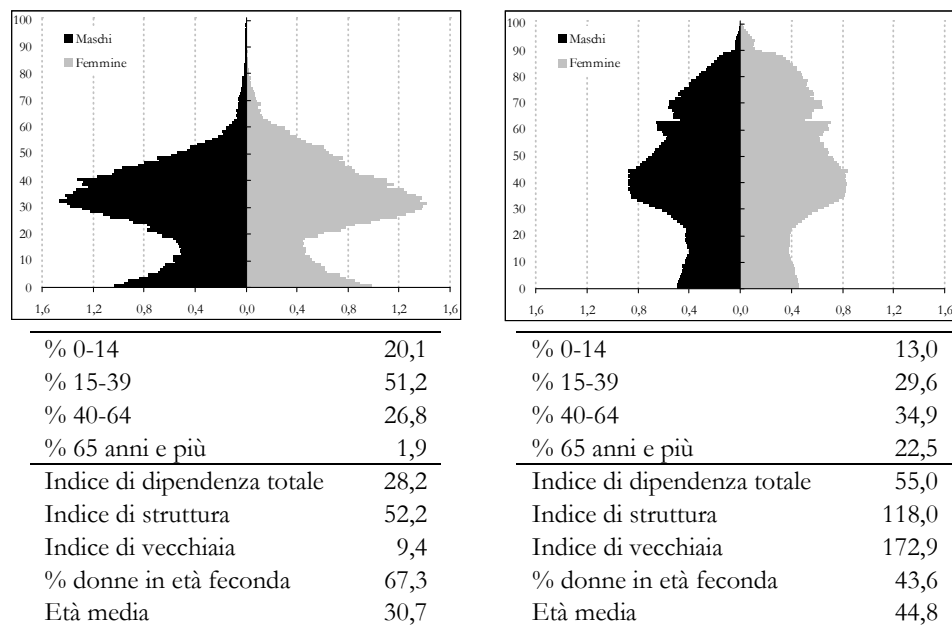 100
90
80
70
60
50
40
30
20
10
0
Maschi
Femmine
1,6 1,2 0,8 0,4 0,0 0,4 0,8 1,2 1,6
% 0-14 20,1
% 15-39 51,2
% 40-64 26,8
% 65 anni e più 1,9
Indice di dipendenza totale 28,2
Indice di struttura 52,2
Indice di vecchiaia 9,4
% donne in età feconda 67,3
Età media 30,7
100
90
80
70
60
50
40
30
20
10
0
Maschi
Femmine
1,6 1,2 0,8 0,4 0,0 0,4 0,8 1,2 1,6
% 0-14 13,0
% 15-39 29,6
% 40-64 34,9
% 65 anni e più 22,5
Indice di dipendenza totale 55,0
Indice di struttura 118,0
Indice di vecchiaia 172,9
% donne in età feconda 43,6
Età media 44,8